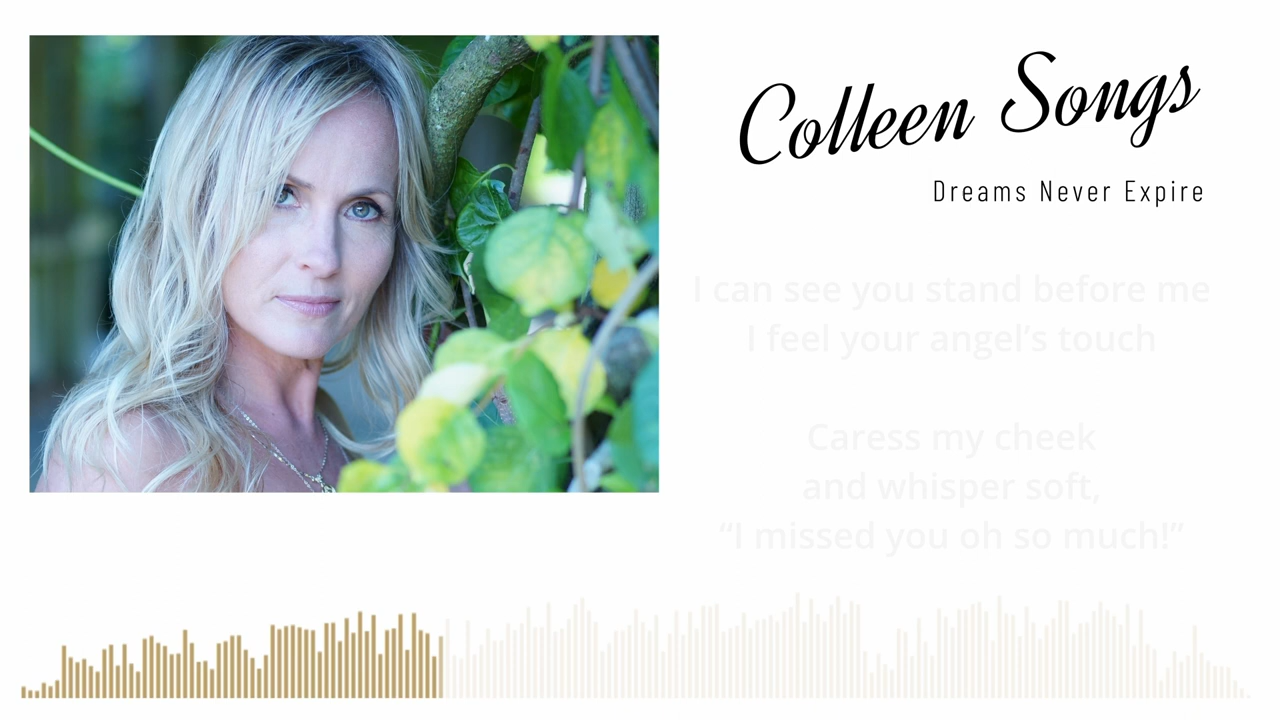 Colleen Songs
Dreams Never Expire
I can see you stand before me
I feel your angel’s touch
Caress my cheek
and whisper soft,
“I missed you oh so much!”